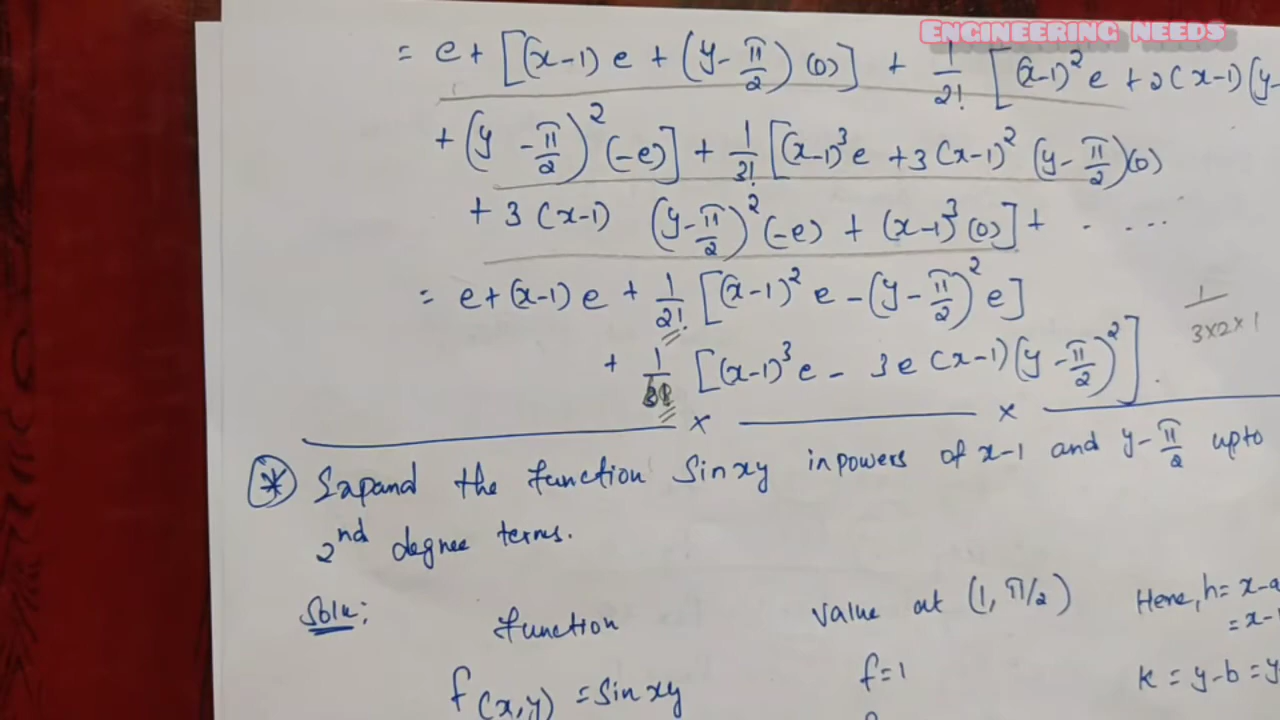 ENGINEERING NEEDS
= e + [(x-1) e + (y - π/2) (0)] + 1/2! [(x-1)² e + 2(x-1)(y-
+ (y - π/2)² (-e)] + 1/3! [(x-1)³ e + 3(x-1)² (y - π/2)(0)
+ 3(x-1) (y - π/2)² (-e) + (x-1)³ (0)] + . ...
= e + (x-1) e + 1/2! [(x-1)² e - (y - π/2)² e]
1/3×2×1
+ 1/ [(x-1)³ e - 3e (x-1)(y - π/2)²].
× ×
* Expand the function Sinxy in powers of x-1 and y - π/2 upto
2nd degree terms.
Soln:
function value at (1, π/2) Here, h = x-a
= x-1
f(x,y) = Sin xy f=1 k = y-b = y